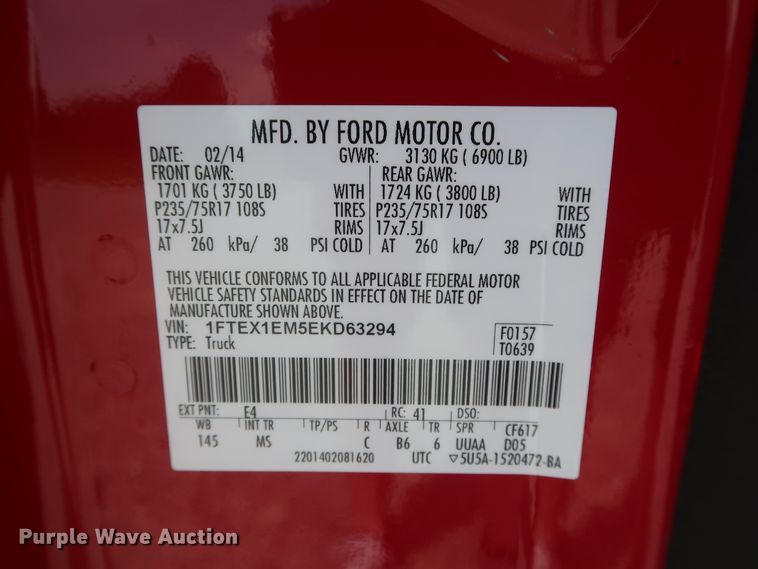 MFD. BY FORD MOTOR CO.
DATE: 02/14 GVWR: 3130 KG ( 6900 LB)
FRONT GAWR: REAR GAWR:
1701 KG ( 3750 LB) WITH 1724 KG ( 3800 LB) WITH
P235/75R17 108S TIRES P235/75R17 108S TIRES
17x7.5J RIMS 17x7.5J RIMS
AT 260 kPa/ 38 PSI COLD AT 260 kPa/ 38 PSI COLD
THIS VEHICLE CONFORMS TO ALL APPLICABLE FEDERAL MOTOR
VEHICLE SAFETY STANDARDS IN EFFECT ON THE DATE OF
MANUFACTURE SHOWN ABOVE.
VIN: 1FTEX1EM5EKD63294 F0157
TYPE: Truck T0639
EXT PNT: E4 RC: 41 DSO:
WB INT TR TP/PS R AXLE TR SPR CF617
145 MS C B6 6 UUAA D05
2201402081620 UTC ▽5U5A-1520472-BA
Purple Wave Auction